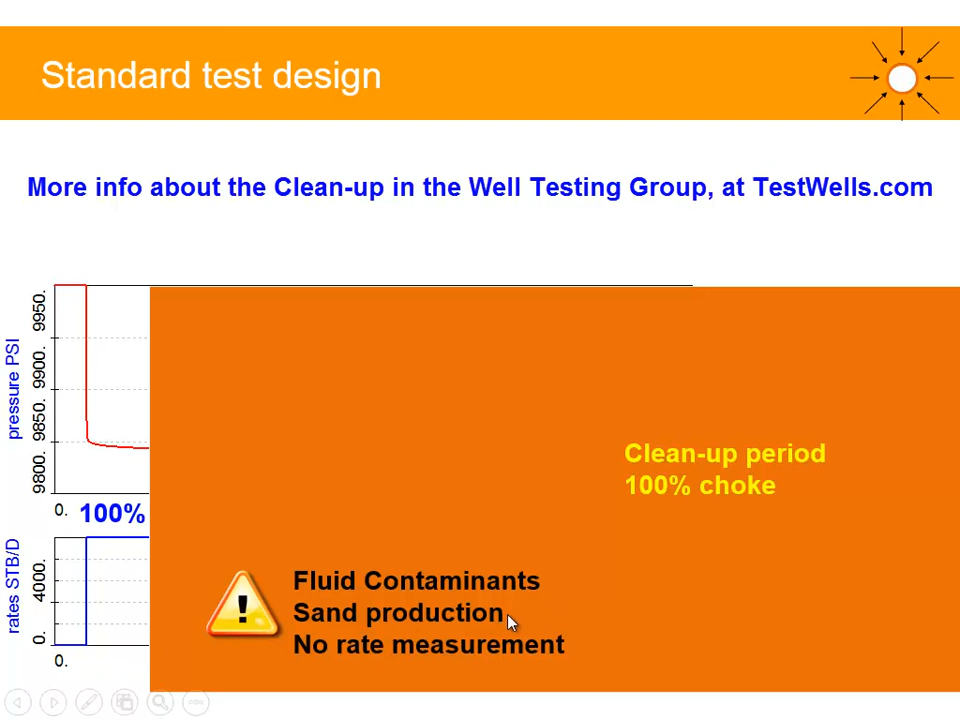 Standard test design
More info about the Clean-up in the Well Testing Group, at TestWells.com
pressure PSI
9950.
9900.
9850.
9800.
0.
100%
Clean-up period
100% choke
rates STB/D
4000.
0.
0.
Fluid Contaminants
Sand production
No rate measurement